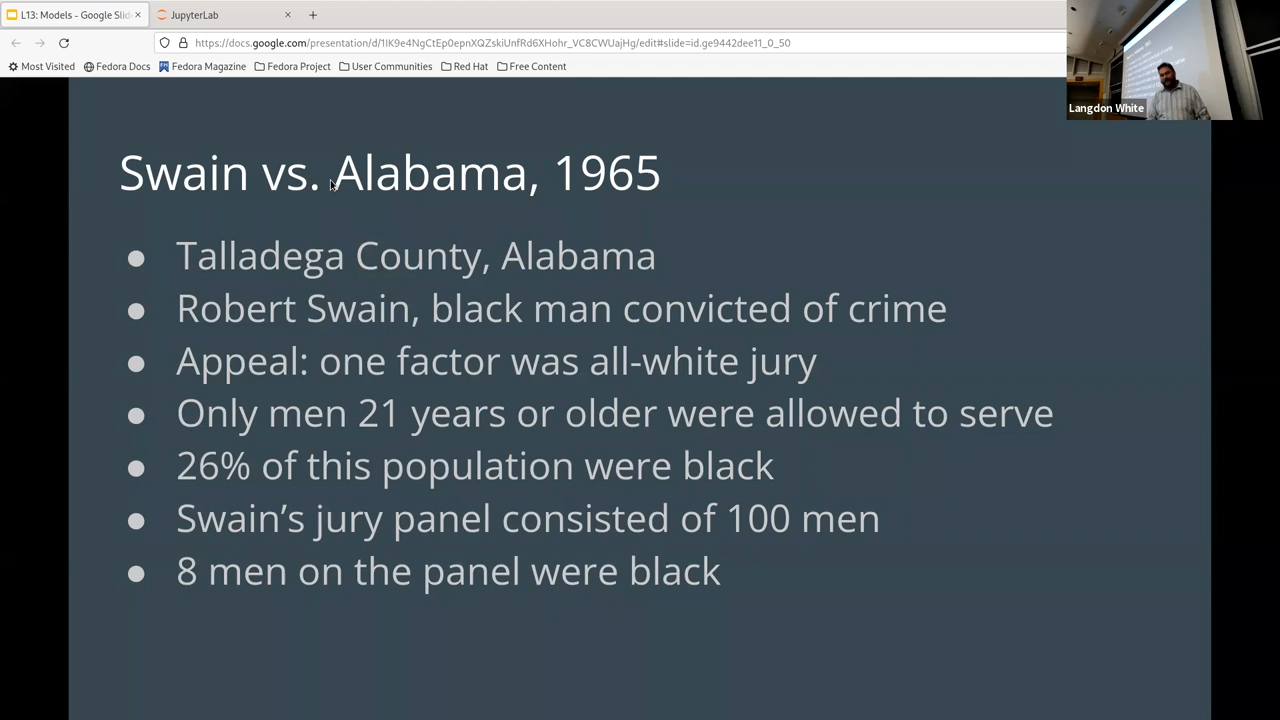 L13: Models - Google Slid
JupyterLab
https://docs.google.com/presentation/d/1IK9e4NgCtEp0epnXQZskiUnfRd6XHohr_VC8CWUajHg/edit#slide=id.ge9442dee11_0_50
Most Visited Fedora Docs Fedora Magazine Fedora Project User Communities Red Hat Free Content
Langdon White
Swain vs. Alabama, 1965
● Talladega County, Alabama
● Robert Swain, black man convicted of crime
● Appeal: one factor was all-white jury
● Only men 21 years or older were allowed to serve
● 26% of this population were black
● Swain’s jury panel consisted of 100 men
● 8 men on the panel were black